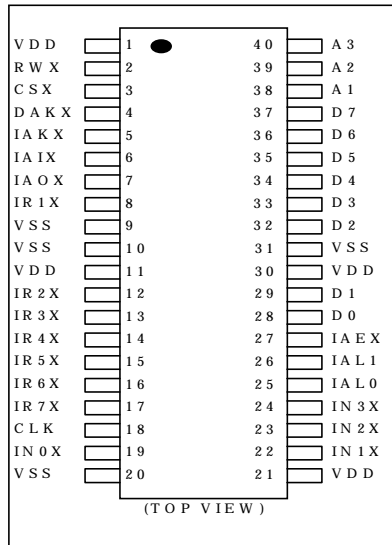 VDD 1 40 A3
RWX 2 39 A2
CSX 3 38 A1
DAKX 4 37 D7
IAKX 5 36 D6
IAIX 6 35 D5
IAOX 7 34 D4
IR1X 8 33 D3
VSS 9 32 D2
VSS 10 31 VSS
VDD 11 30 VDD
IR2X 12 29 D1
IR3X 13 28 D0
IR4X 14 27 IAEX
IR5X 15 26 IAL1
IR6X 16 25 IAL0
IR7X 17 24 IN3X
CLK 18 23 IN2X
IN0X 19 22 IN1X
VSS 20 21 VDD
(TOP VIEW)